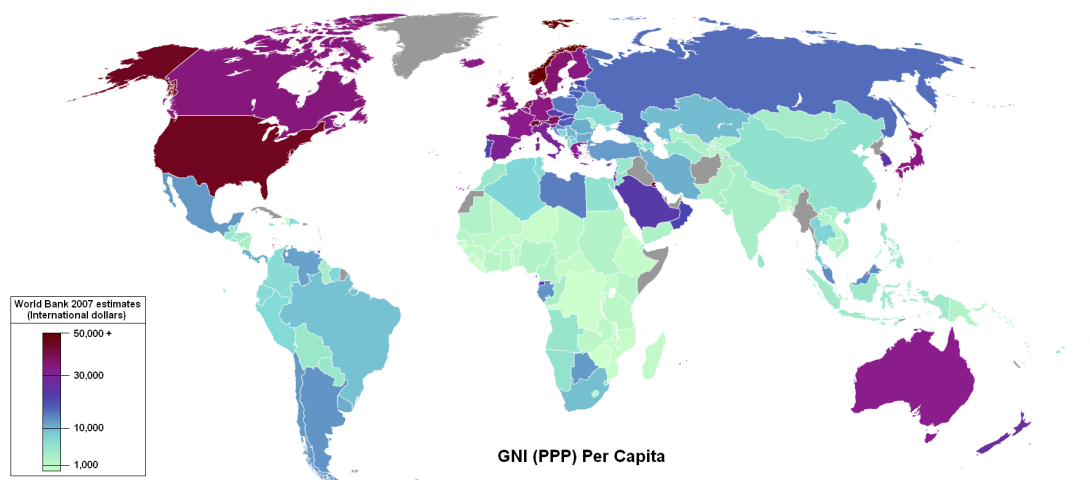 World Bank 2007 estimates
(International dollars)
50,000 +
30,000
10,000
1,000
GNI (PPP) Per Capita